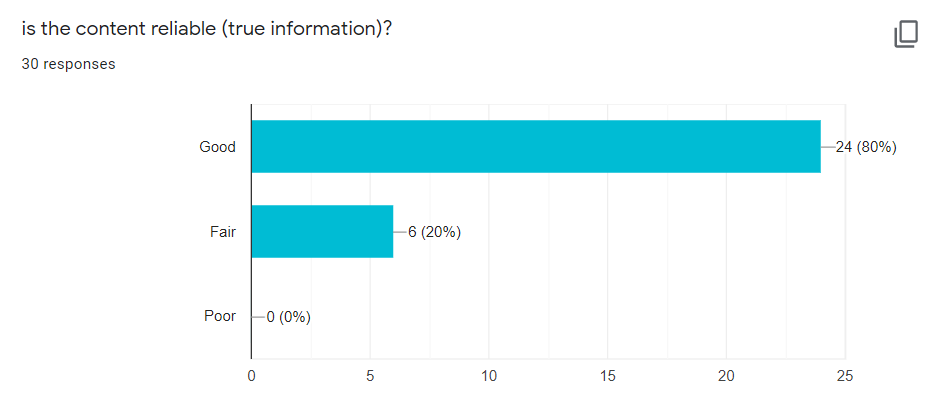 is the content reliable (true information)?
30 responses
Good
24 (80%)
Fair
6 (20%)
Poor
0 (0%)
0 5 10 15 20 25